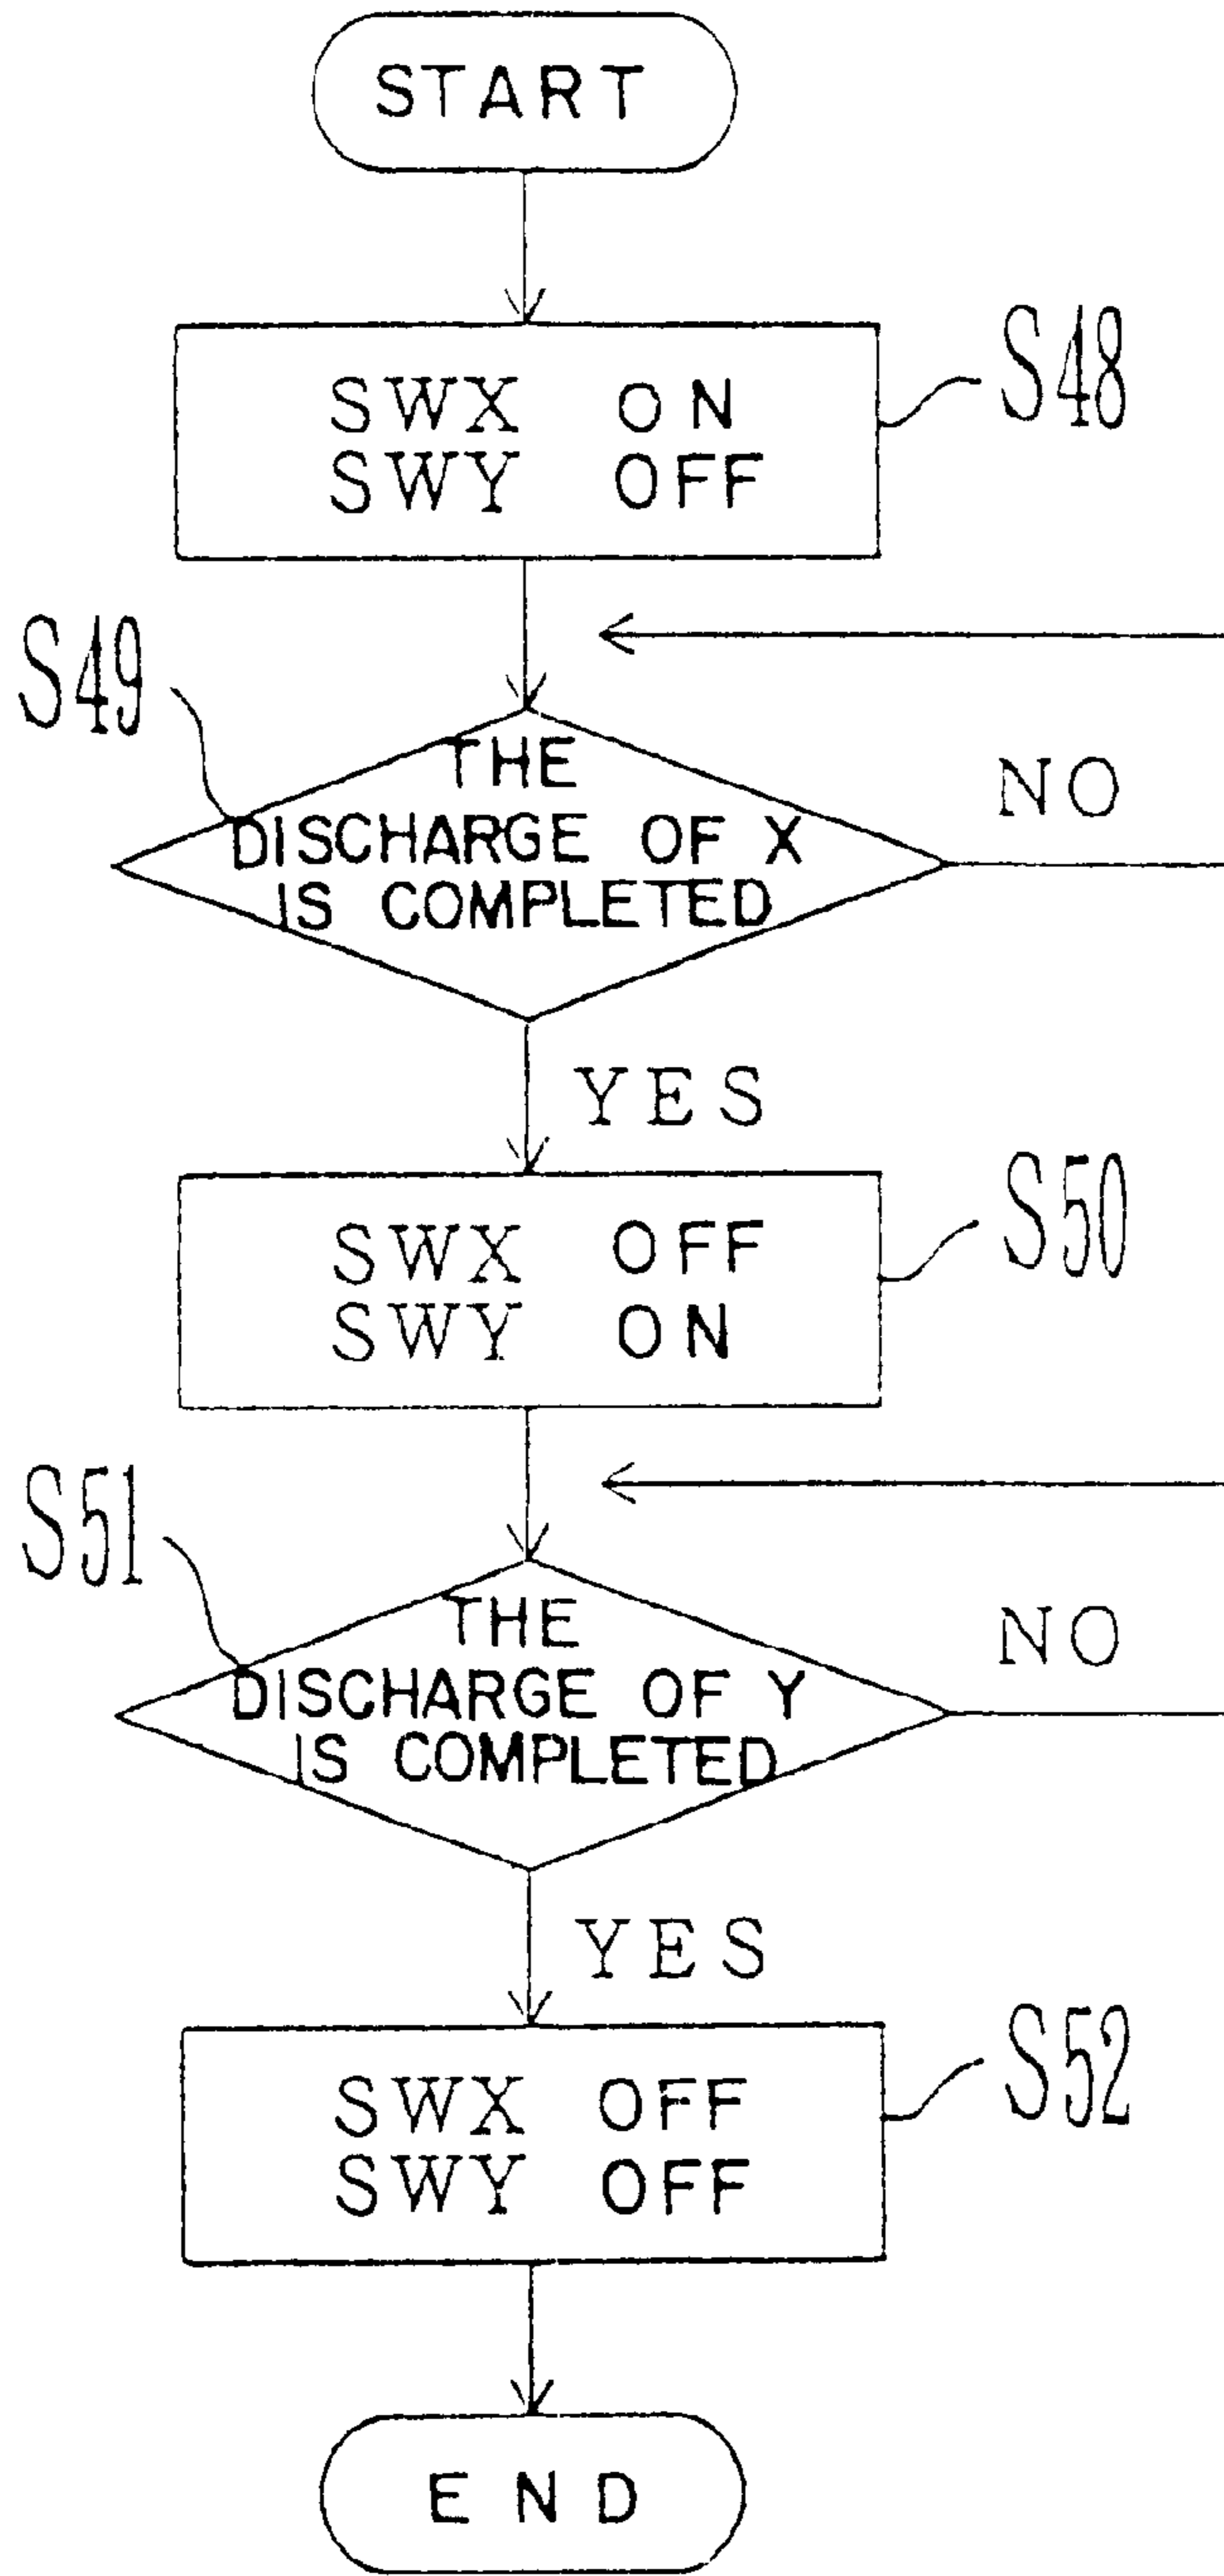 START
SWX ON
SWY OFF
S48
S49
THE
DISCHARGE OF X
IS COMPLETED
NO
YES
SWX OFF
SWY ON
S50
S51
THE
DISCHARGE OF Y
IS COMPLETED
NO
YES
SWX OFF
SWY OFF
S52
END